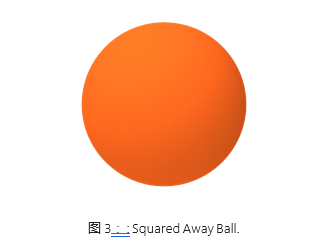 图 3 : : Squared Away Ball.